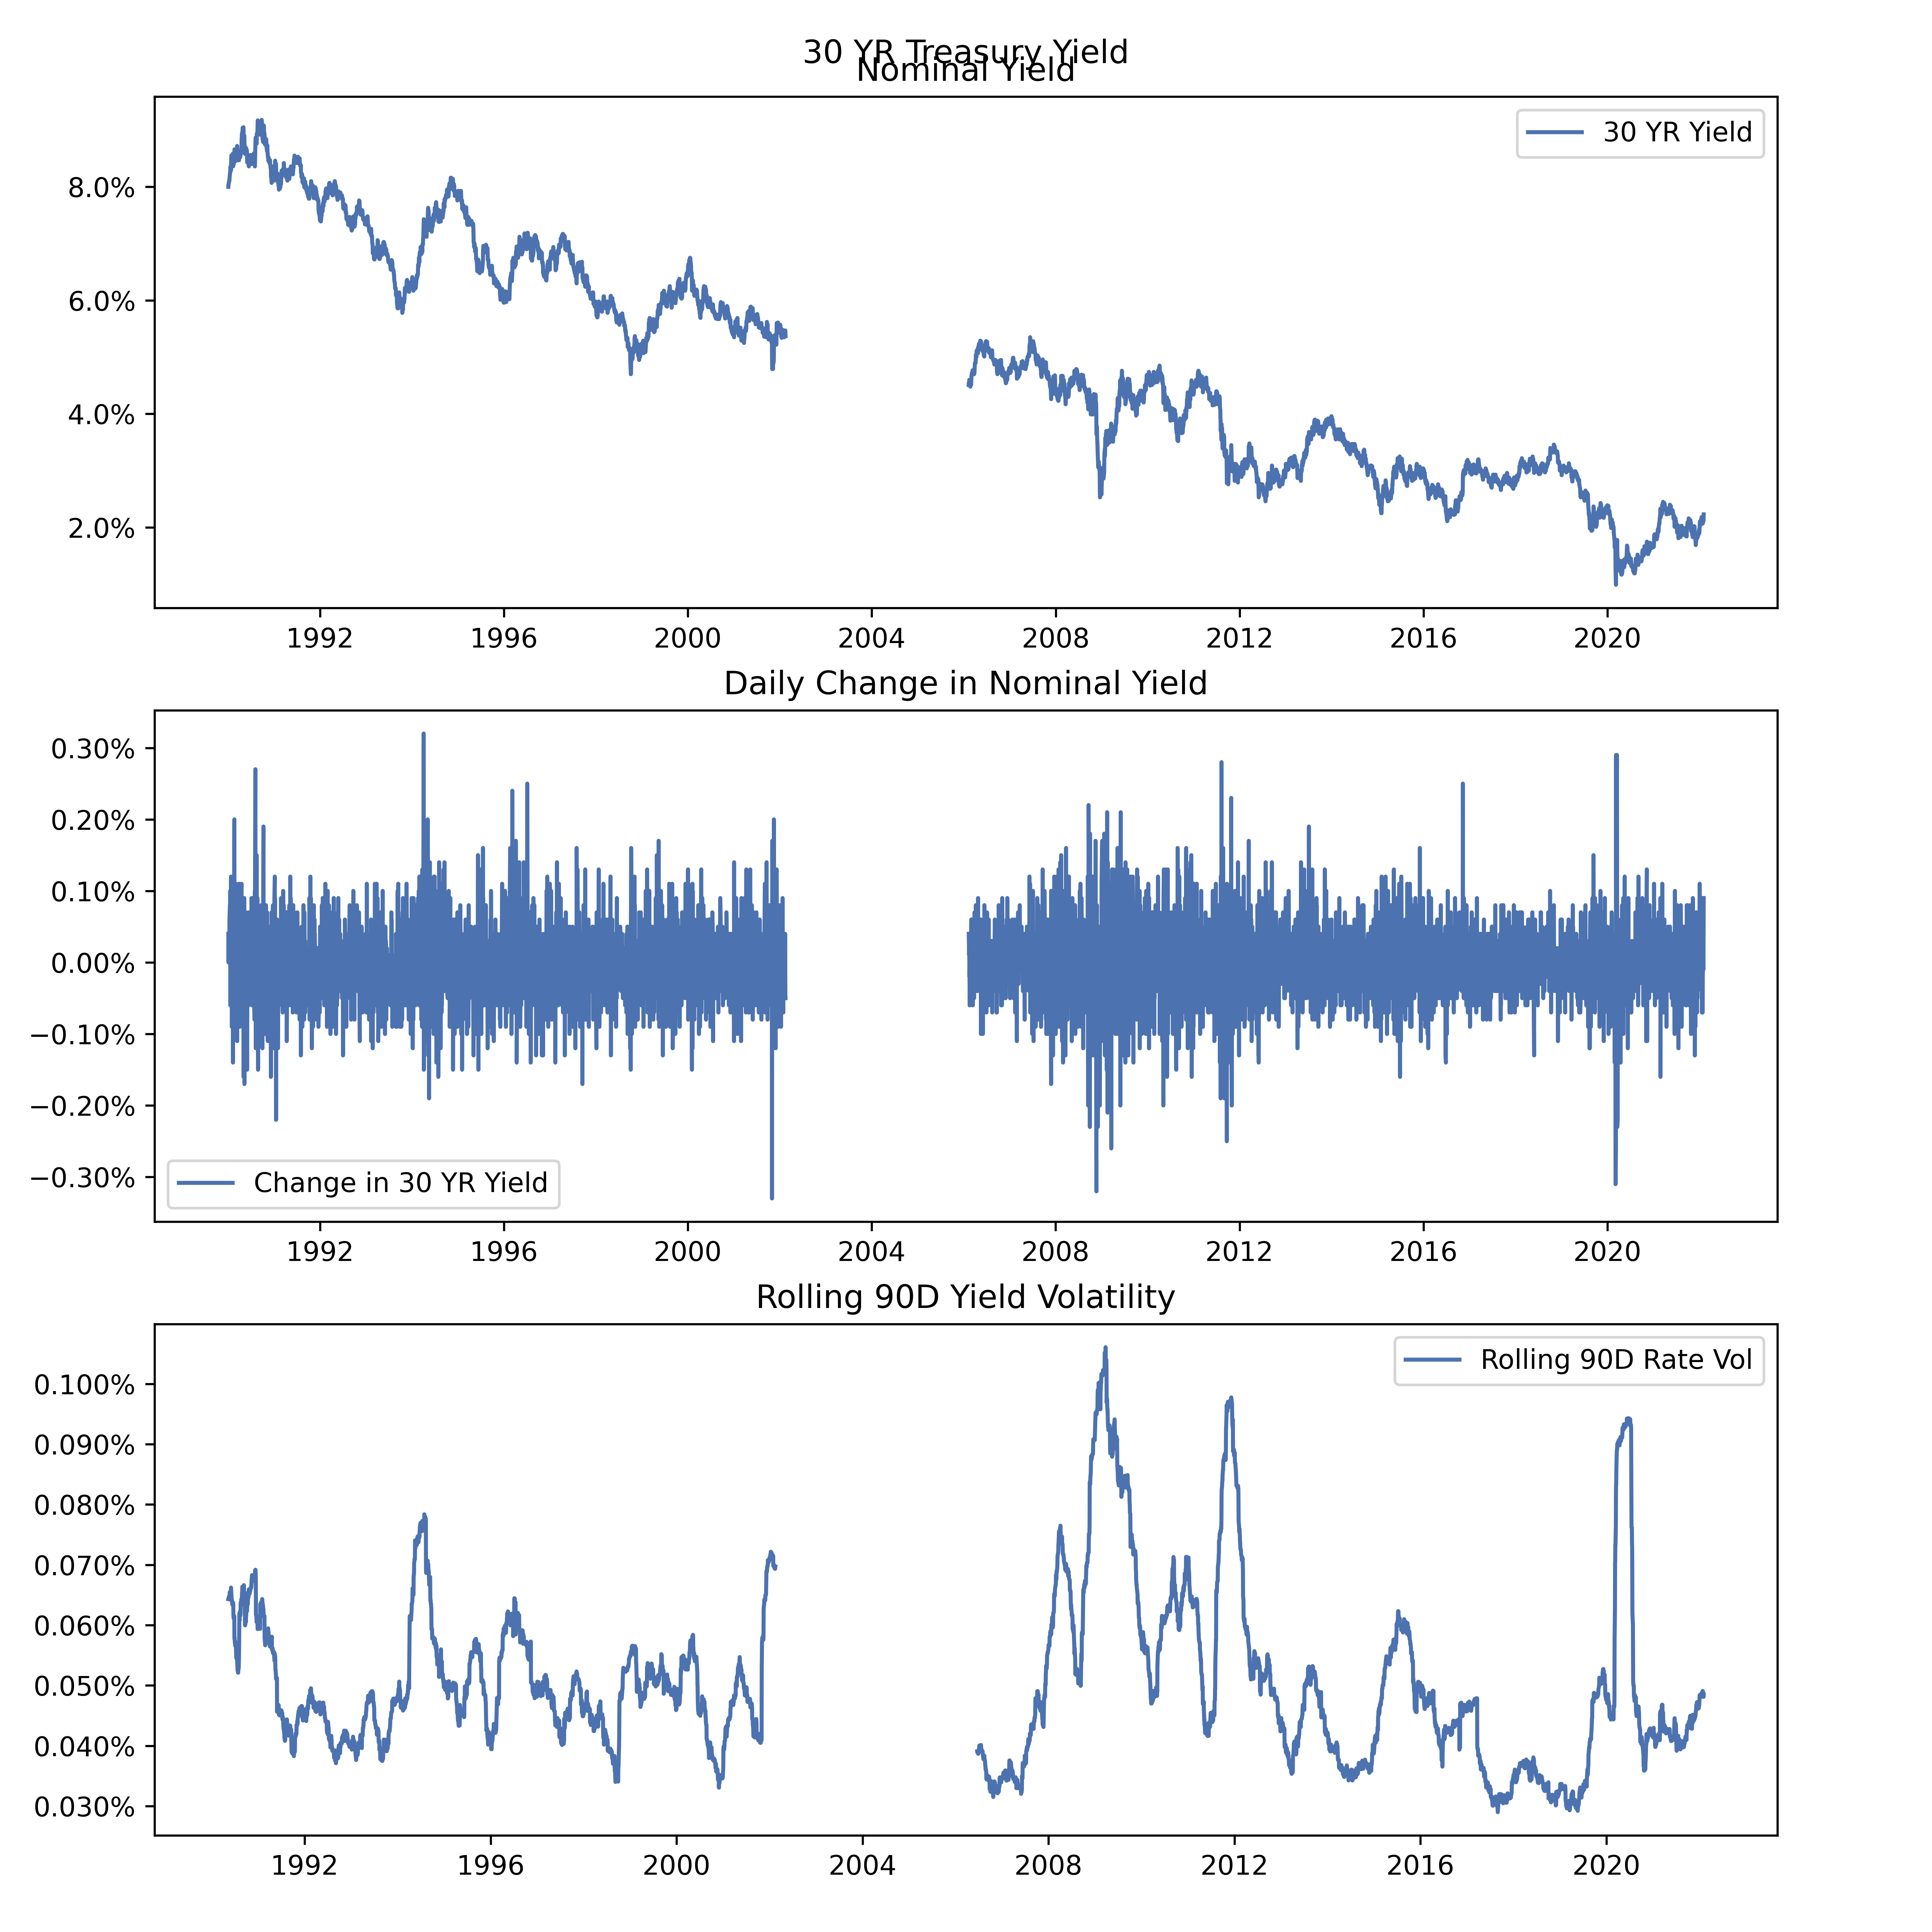 30 YR Treasury Yield
Nominal Yield
30 YR Yield
8.0%
6.0%
4.0%
2.0%
1992 1996 2000 2004 2008 2012 2016 2020
Daily Change in Nominal Yield
0.30%
0.20%
0.10%
0.00%
−0.10%
−0.20%
−0.30%
Change in 30 YR Yield
1992 1996 2000 2004 2008 2012 2016 2020
Rolling 90D Yield Volatility
Rolling 90D Rate Vol
0.100%
0.090%
0.080%
0.070%
0.060%
0.050%
0.040%
0.030%
1992 1996 2000 2004 2008 2012 2016 2020